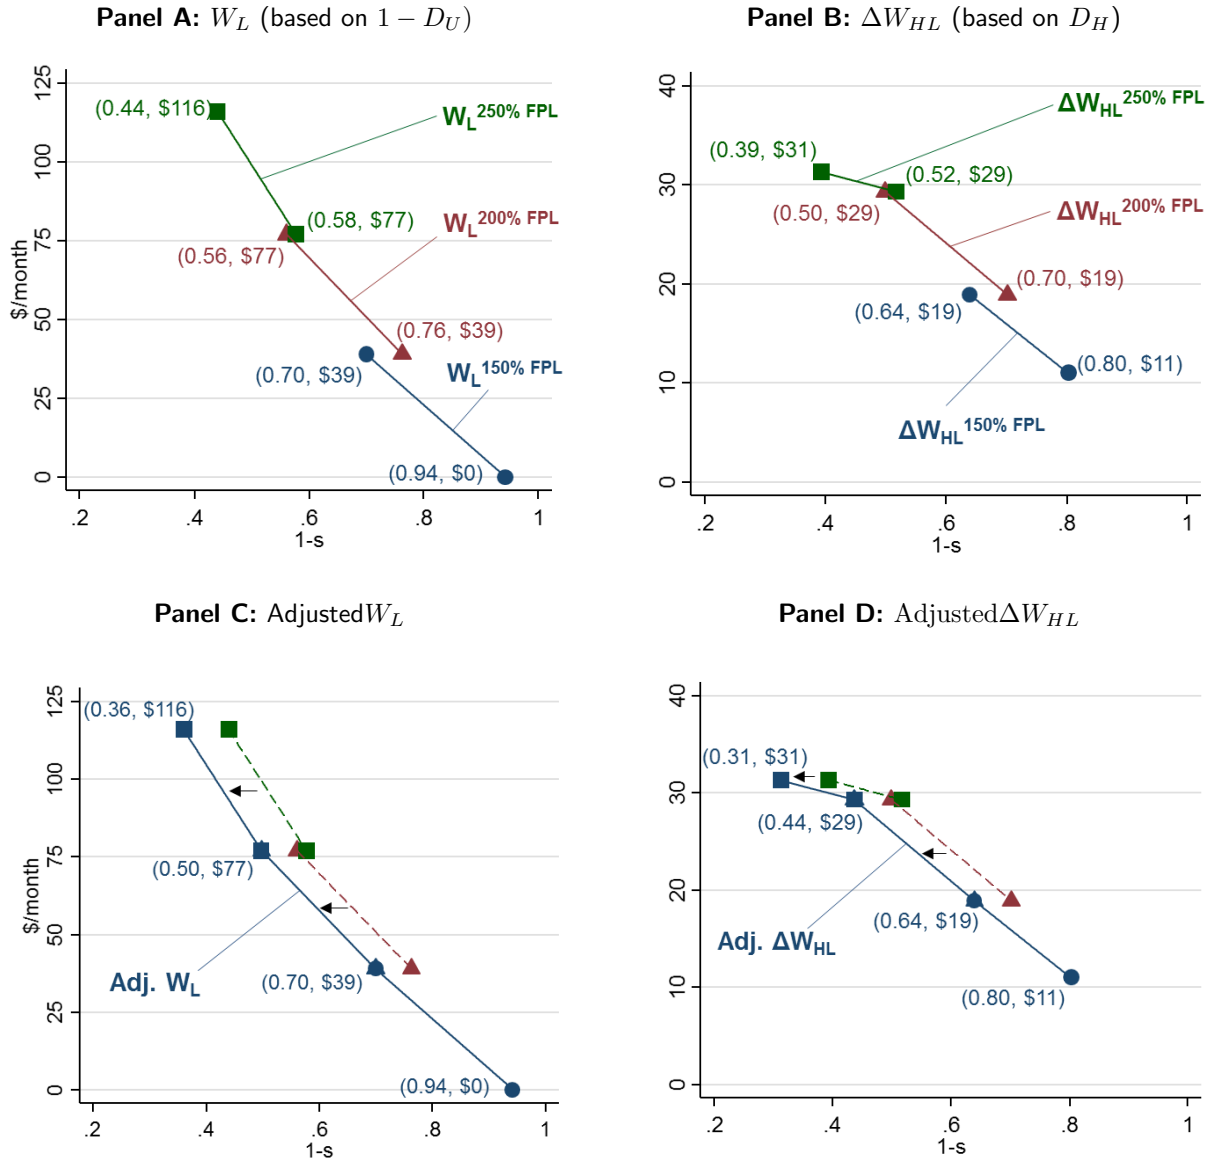 Panel A: W_L (based on 1 − D_U)
125
100
75
50
25
0
$/month
(0.44, $116)
W_L^250% FPL
(0.58, $77)
W_L^200% FPL
(0.56, $77)
(0.76, $39)
(0.70, $39)
W_L^150% FPL
(0.94, $0)
.2 .4 .6 .8 1
1-s
Panel B: ΔW_HL (based on D_H)
40
30
20
10
0
ΔW_HL^250% FPL
(0.39, $31)
(0.52, $29)
(0.50, $29)
ΔW_HL^200% FPL
(0.70, $19)
(0.64, $19)
(0.80, $11)
ΔW_HL^150% FPL
.2 .4 .6 .8 1
1-s
Panel C: AdjustedW_L
125
100
75
50
25
0
$/month
(0.36, $116)
(0.50, $77)
Adj. W_L
(0.70, $39)
(0.94, $0)
.2 .4 .6 .8 1
1-s
Panel D: AdjustedΔW_HL
40
30
20
10
0
(0.31, $31)
(0.44, $29)
(0.64, $19)
Adj. ΔW_HL
(0.80, $11)
.2 .4 .6 .8 1
1-s